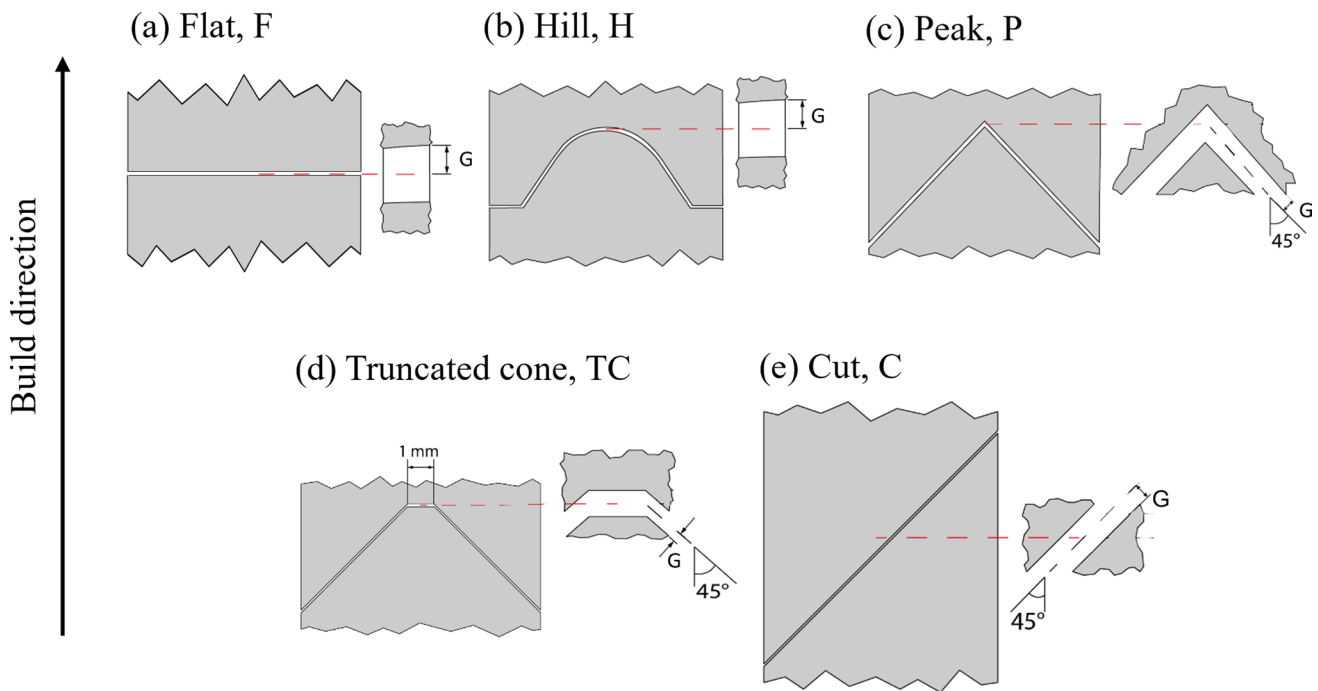 (a) Flat, F
(b) Hill, H
(c) Peak, P
G
G
G
45°
Build direction
(d) Truncated cone, TC
(e) Cut, C
1 mm
G
45°
G
45°